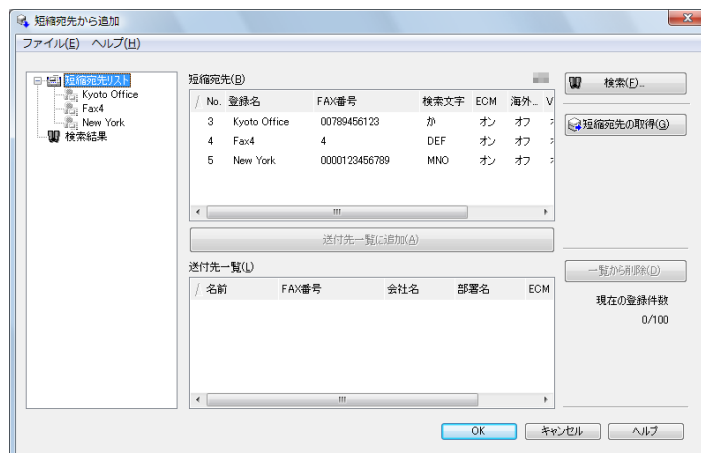 短縮宛先から追加
ファイル(E) ヘルプ(H)
短縮宛先リスト
Kyoto Office
Fax4
New York
検索結果
短縮宛先(B)
/ No. 登録名 FAX番号 検索文字 ECM 海外... V
3 Kyoto Office 00789456123 か オン オフ
4 Fax4 4 DEF オン オフ
5 New York 0000123456789 MNO オン オフ
検索(F)...
短縮宛先の取得(G)
送付先一覧に追加(A)
送付先一覧(L)
/ 名前 FAX番号 会社名 部署名 ECM
一覧から削除(D)
現在の登録件数
0/100
OK キャンセル ヘルプ